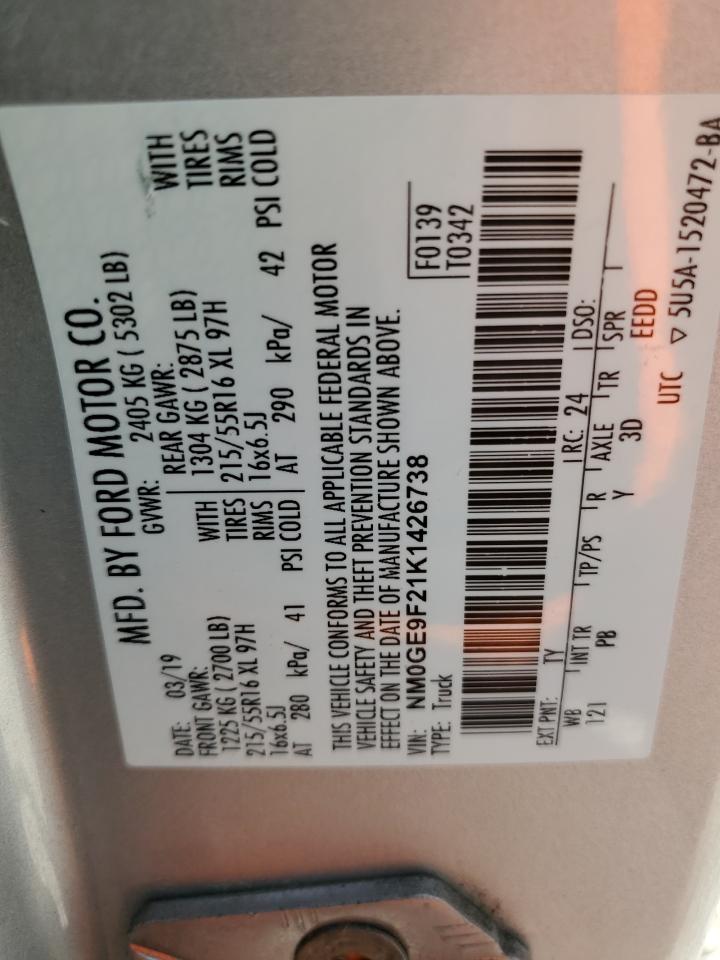 MFD. BY FORD MOTOR CO.
DATE: 03/19 GVWR: 2405 KG ( 5302 LB)
FRONT GAWR: REAR GAWR:
1225 KG ( 2700 LB) WITH 1304 KG ( 2875 LB) WITH
215/55R16 XL 97H TIRES 215/55R16 XL 97H TIRES
16x6.5J RIMS 16x6.5J RIMS
AT 280 kPa/ 41 PSI COLD AT 290 kPa/ 42 PSI COLD
THIS VEHICLE CONFORMS TO ALL APPLICABLE FEDERAL MOTOR
VEHICLE SAFETY AND THEFT PREVENTION STANDARDS IN
EFFECT ON THE DATE OF MANUFACTURE SHOWN ABOVE.
VIN: NM0GE9F21K1426738 F0139
TYPE: Truck T0342
EXT PNT: TY RC: 24 DSO:
WB INT TR TP/PS R AXLE TR SPR
121 PB Y 3D EEDD
UTC ▽ 5U5A-1520472-BA